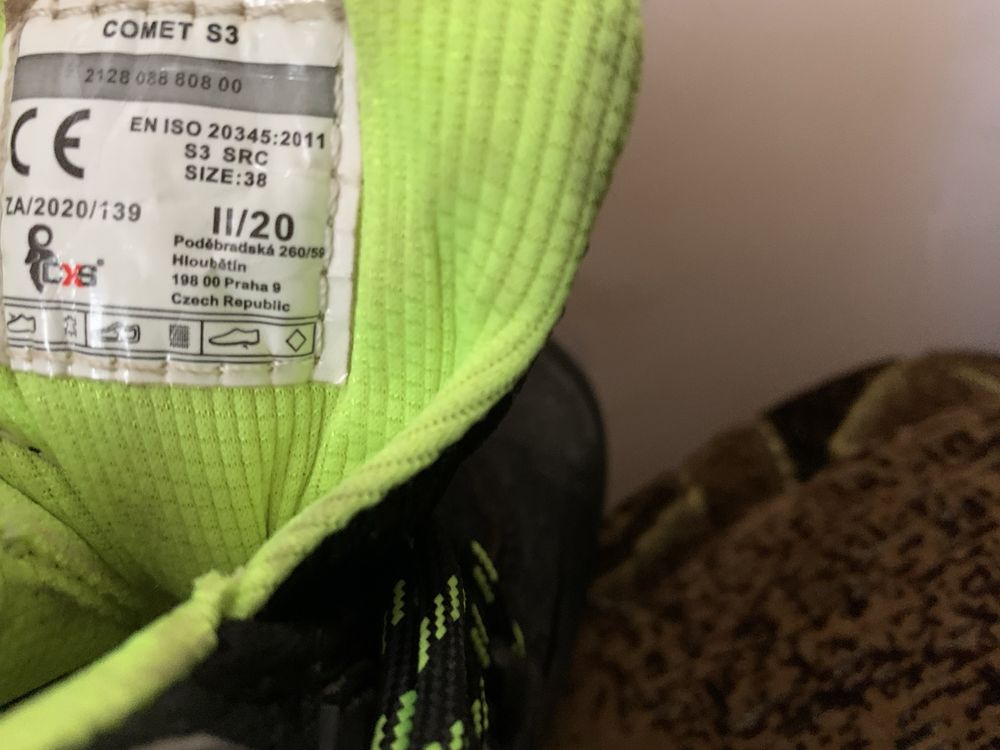 COMET S3
2128 088 808 00
CE
EN ISO 20345:2011
S3 SRC
SIZE:38
ZA/2020/139
II/20
CXS®
Poděbradská 260/59
Hloubětín
198 00 Praha 9
Czech Republic